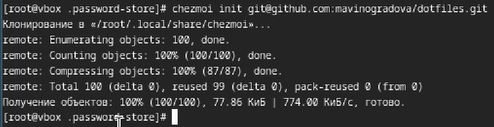 [root@vbox .password-store]# chezmoi init git@github.com:mavinogradova/dotfiles.git
Клонирование в «/root/.local/share/chezmoi»...
remote: Enumerating objects: 100, done.
remote: Counting objects: 100% (100/100), done.
remote: Compressing objects: 100% (87/87), done.
remote: Total 100 (delta 0), reused 99 (delta 0), pack-reused 0 (from 0)
Получение объектов: 100% (100/100), 77.86 КиБ | 774.00 КиБ/с, готово.
[root@vbox .password-store]#